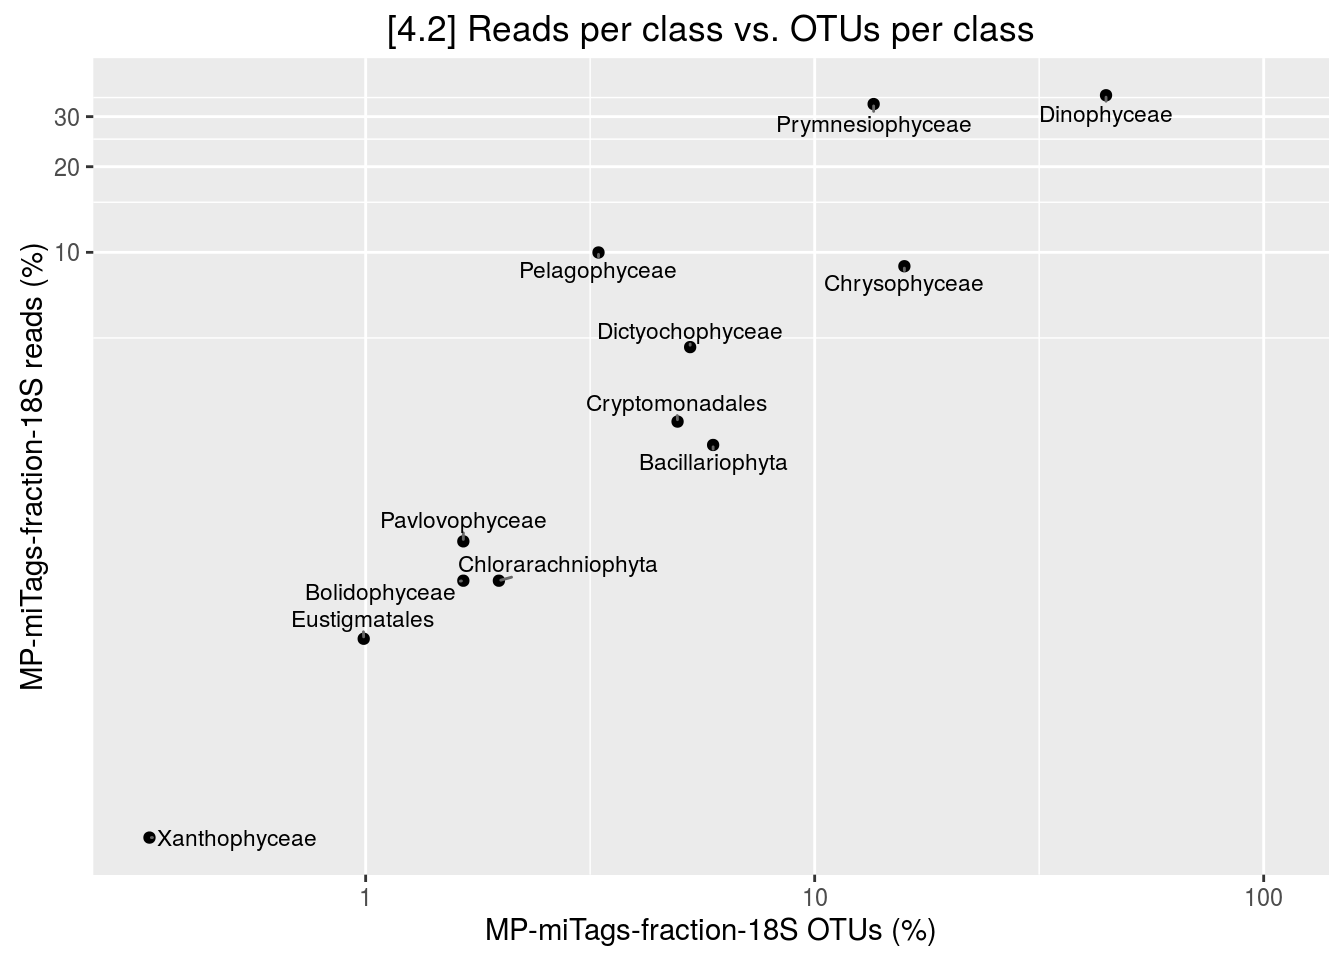 [4.2] Reads per class vs. OTUs per class
MP-miTags-fraction-18S reads (%)
30
20
10
Dinophyceae
Prymnesiophyceae
Pelagophyceae
Chrysophyceae
Dictyochophyceae
Cryptomonadales
Bacillariophyta
Pavlovophyceae
Chlorarachniophyta
Bolidophyceae
Eustigmatales
Xanthophyceae
1
10
100
MP-miTags-fraction-18S OTUs (%)